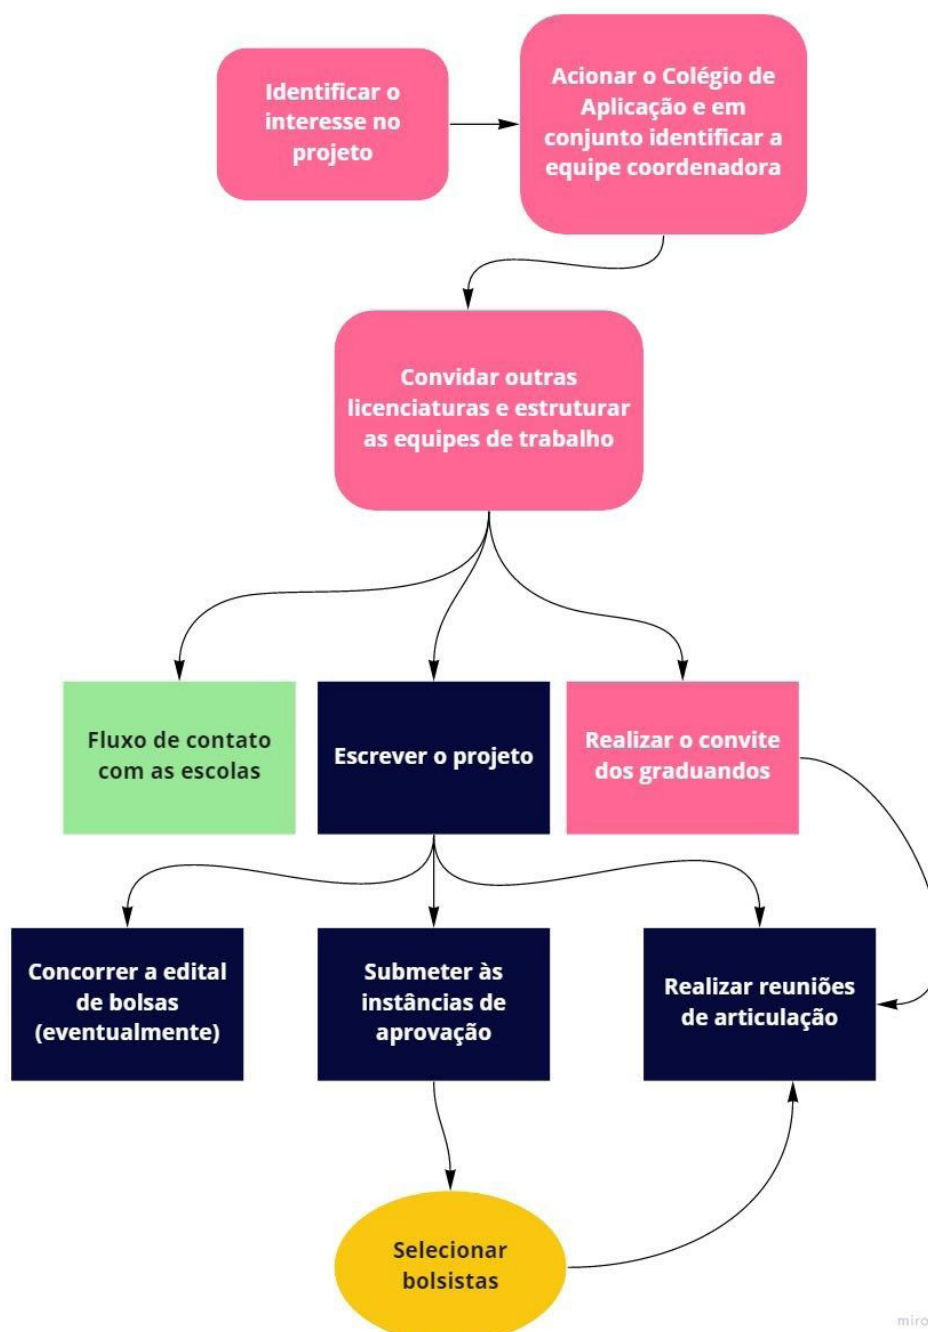 Identificar o
interesse no
projeto
Acionar o Colégio de
Aplicação e em
conjunto identificar a
equipe coordenadora
Convidar outras
licenciaturas e estruturar
as equipes de trabalho
Fluxo de contato
com as escolas
Escrever o projeto
Realizar o convite
dos graduandos
Concorrer a edital
de bolsas
(eventualmente)
Submeter às
instâncias de
aprovação
Realizar reuniões
de articulação
Selecionar
bolsistas
miro